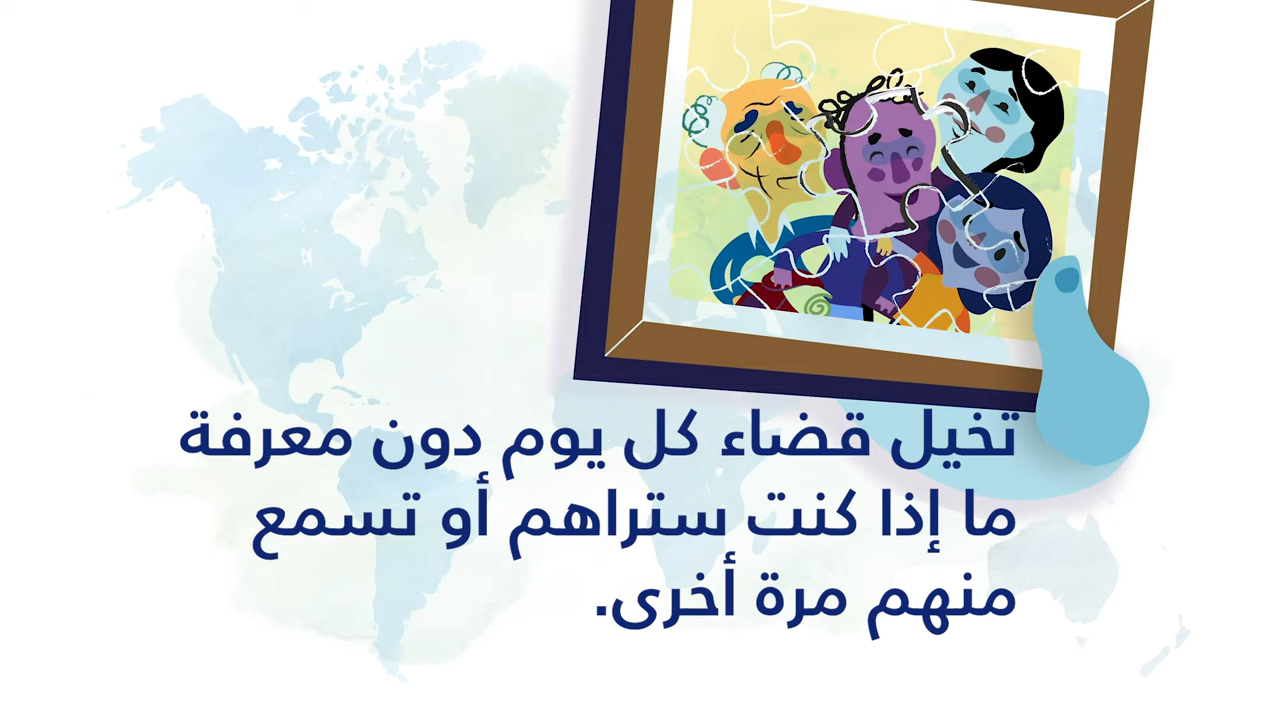 تخيل قضاء كل يوم دون معرفة
ما إذا كنت ستراهم أو تسمع
منهم مرة أخرى.